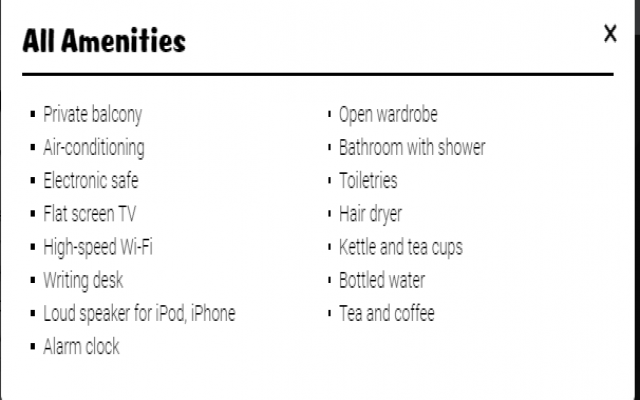 All Amenities
X
Private balcony
Air-conditioning
Electronic safe
Flat screen TV
High-speed Wi-Fi
Writing desk
Loud speaker for iPod, iPhone
Alarm clock
Open wardrobe
Bathroom with shower
Toiletries
Hair dryer
Kettle and tea cups
Bottled water
Tea and coffee